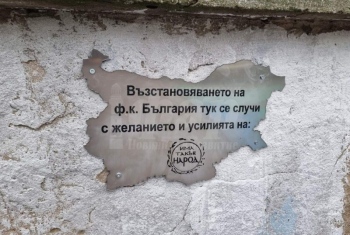 Възстановяването на
ф.к. България тук се случи
с желанието и усилията на:
ИМА
ТАКЪВ
НАРОД